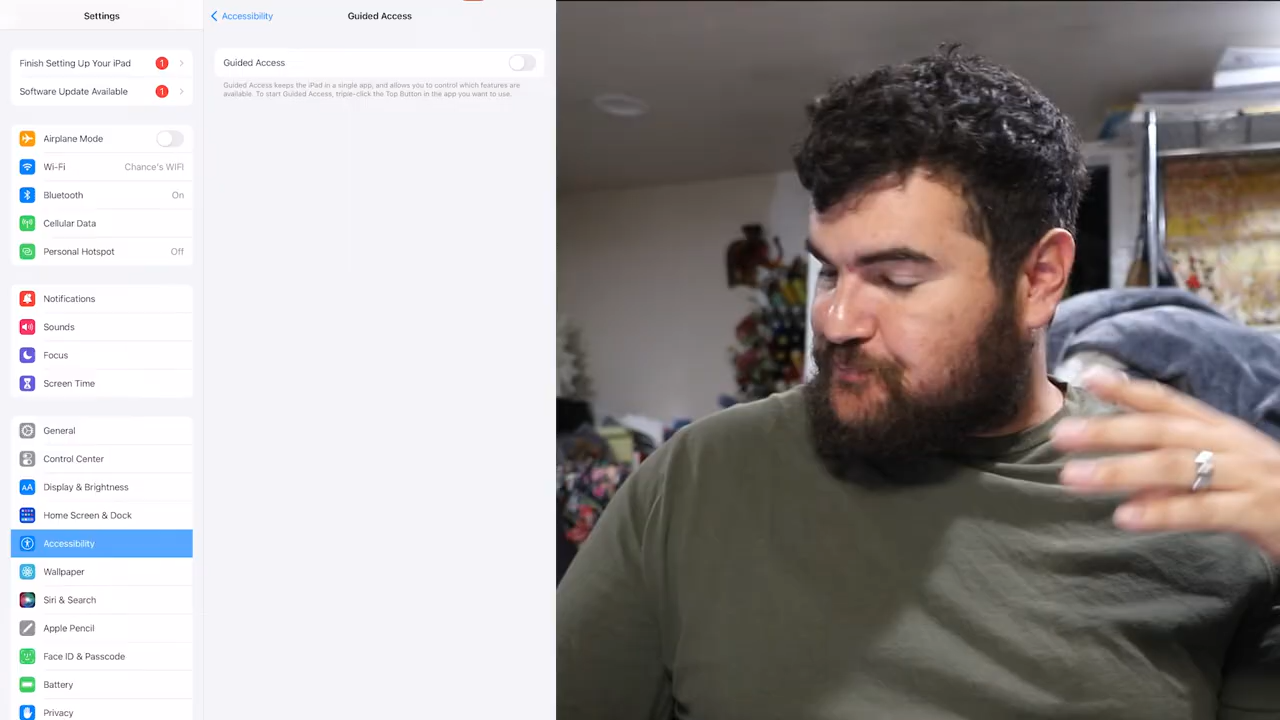 Settings
Finish Setting Up Your iPad 1
Software Update Available 1
Airplane Mode
Wi-Fi Chance's WIFI
Bluetooth On
Cellular Data
Personal Hotspot Off
Notifications
Sounds
Focus
Screen Time
General
Control Center
AA Display & Brightness
Home Screen & Dock
Accessibility
Wallpaper
Siri & Search
Apple Pencil
Face ID & Passcode
Battery
Privacy
Accessibility Guided Access
Guided Access
Guided Access keeps the iPad in a single app, and allows you to control which features are
available. To start Guided Access, triple-click the Top Button in the app you want to use.